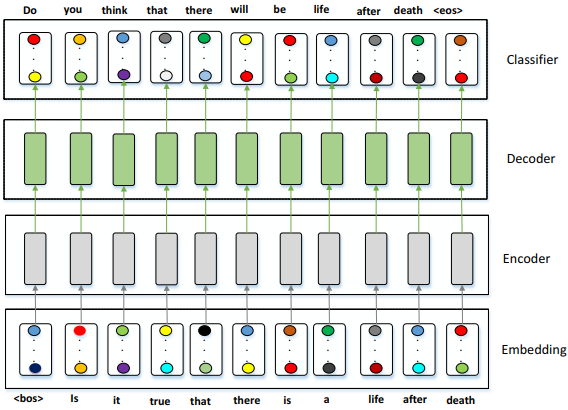 Do you think that there will be life after death <eos>
Classifier
Decoder
Encoder
Embedding
<bos> Is it true that there is a life after death